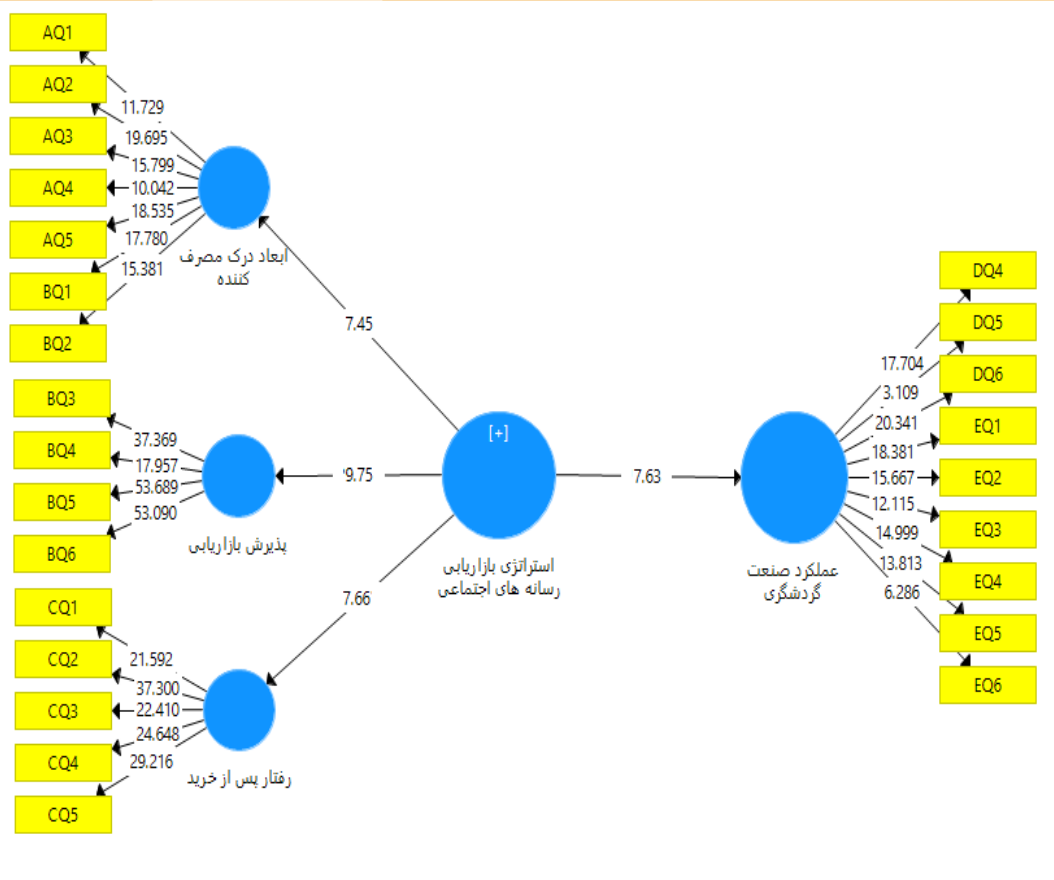 AQ1
AQ2
AQ3
AQ4
AQ5
BQ1
BQ2
11.729
19.695
15.799
10.042
18.535
17.780
15.381
ابعاد درک مصرف
کننده
7.45
BQ3
BQ4
BQ5
BQ6
37.369
17.957
53.689
53.090
پذیرش بازاریابی
9.75
CQ1
CQ2
CQ3
CQ4
CQ5
21.592
37.300
22.410
24.648
29.216
رفتار پس از خرید
7.66
[+]
استراتژی بازاریابی
رسانه های اجتماعی
7.63
عملکرد صنعت
گردشگری
17.704
3.109
20.341
18.381
15.667
12.115
14.999
13.813
6.286
DQ4
DQ5
DQ6
EQ1
EQ2
EQ3
EQ4
EQ5
EQ6